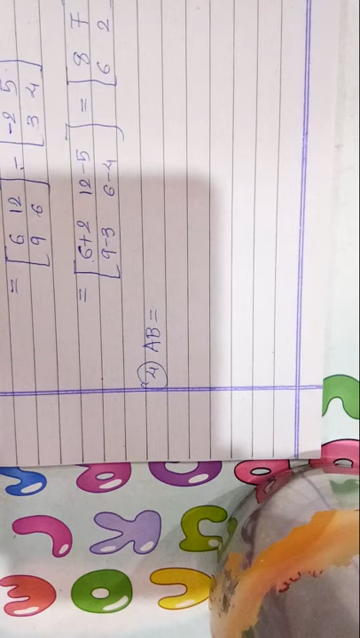 = [6 12 9 6] - [-2 5 3 4]
= [6+2 12-5 9-3 6-4] = [8 7 6 2]
4) AB =